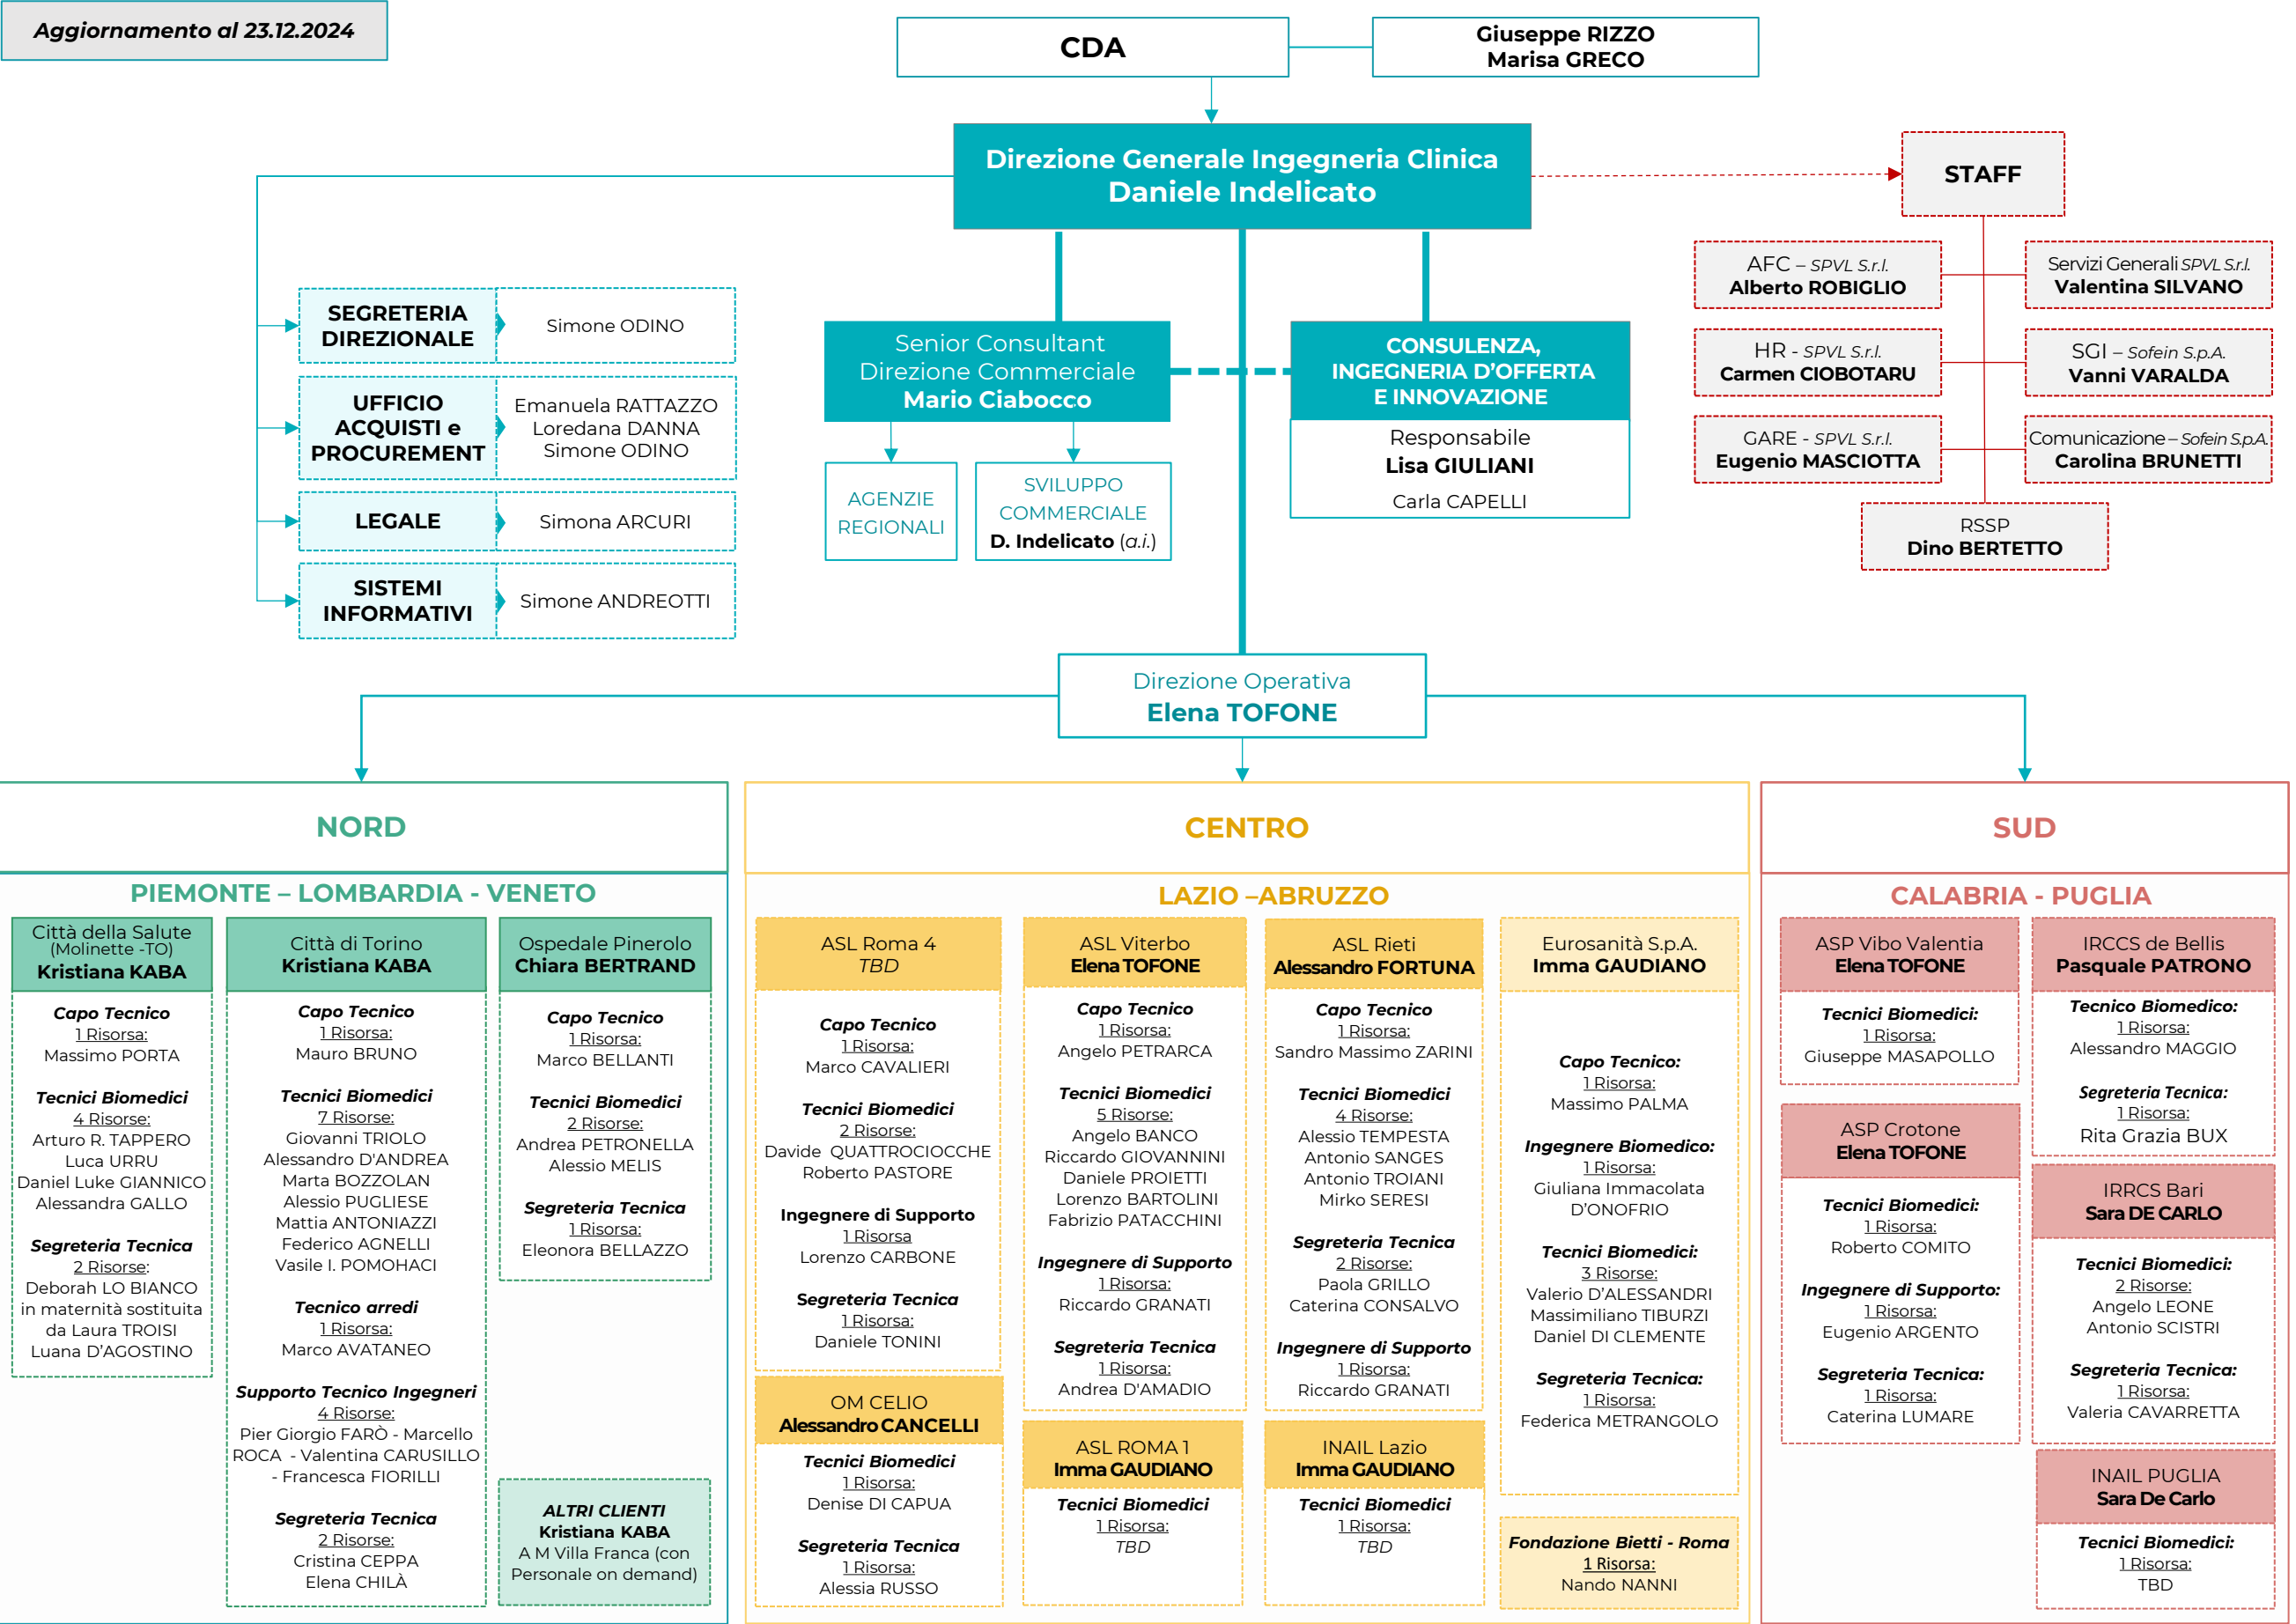 Aggiornamento al 23.12.2024
CDA
Giuseppe RIZZO
Marisa GRECO
Direzione Generale Ingegneria Clinica
Daniele Indelicato
STAFF
AFC – SPVL S.r.l.
Alberto ROBIGLIO
Servizi Generali SPVL S.r.l.
Valentina SILVANO
HR - SPVL S.r.l.
Carmen CIOBOTARU
SGI – Sofein S.p.A.
Vanni VARALDA
GARE - SPVL S.r.l.
Eugenio MASCIOTTA
Comunicazione – Sofein S.p.A.
Carolina BRUNETTI
RSSP
Dino BERTETTO
SEGRETERIA
DIREZIONALE
Simone ODINO
UFFICIO
ACQUISTI e
PROCUREMENT
Emanuela RATTAZZO
Loredana DANNA
Simone ODINO
LEGALE
Simona ARCURI
SISTEMI
INFORMATIVI
Simone ANDREOTTI
Senior Consultant
Direzione Commerciale
Mario Ciabocco
AGENZIE
REGIONALI
SVILUPPO
COMMERCIALE
D. Indelicato (a.i.)
CONSULENZA,
INGEGNERIA D’OFFERTA
E INNOVAZIONE
Responsabile
Lisa GIULIANI
Carla CAPELLI
Direzione Operativa
Elena TOFONE
NORD
PIEMONTE – LOMBARDIA - VENETO
Città della Salute
(Molinette -TO)
Kristiana KABA
Capo Tecnico
1 Risorsa:
Massimo PORTA
Tecnici Biomedici
4 Risorse:
Arturo R. TAPPERO
Luca URRU
Daniel Luke GIANNICO
Alessandra GALLO
Segreteria Tecnica
2 Risorse:
Deborah LO BIANCO
in maternità sostituita
da Laura TROISI
Luana D’AGOSTINO
Città di Torino
Kristiana KABA
Capo Tecnico
1 Risorsa:
Mauro BRUNO
Tecnici Biomedici
7 Risorse:
Giovanni TRIOLO
Alessandro D'ANDREA
Marta BOZZOLAN
Alessio PUGLIESE
Mattia ANTONIAZZI
Federico AGNELLI
Vasile I. POMOHACI
Tecnico arredi
1 Risorsa:
Marco AVATANEO
Supporto Tecnico Ingegneri
4 Risorse:
Pier Giorgio FARÒ - Marcello
ROCA - Valentina CARUSILLO
- Francesca FIORILLI
Segreteria Tecnica
2 Risorse:
Cristina CEPPA
Elena CHILÀ
Ospedale Pinerolo
Chiara BERTRAND
Capo Tecnico
1 Risorsa:
Marco BELLANTI
Tecnici Biomedici
2 Risorse:
Andrea PETRONELLA
Alessio MELIS
Segreteria Tecnica
1 Risorsa:
Eleonora BELLAZZO
ALTRI CLIENTI
Kristiana KABA
A M Villa Franca (con
Personale on demand)
CENTRO
LAZIO –ABRUZZO
ASL Roma 4
TBD
Capo Tecnico
1 Risorsa:
Marco CAVALIERI
Tecnici Biomedici
2 Risorse:
Davide QUATTROCIOCCHE
Roberto PASTORE
Ingegnere di Supporto
1 Risorsa
Lorenzo CARBONE
Segreteria Tecnica
1 Risorsa:
Daniele TONINI
OM CELIO
Alessandro CANCELLI
Tecnici Biomedici
1 Risorsa:
Denise DI CAPUA
Segreteria Tecnica
1 Risorsa:
Alessia RUSSO
ASL Viterbo
Elena TOFONE
Capo Tecnico
1 Risorsa:
Angelo PETRARCA
Tecnici Biomedici
5 Risorse:
Angelo BANCO
Riccardo GIOVANNINI
Daniele PROIETTI
Lorenzo BARTOLINI
Fabrizio PATACCHINI
Ingegnere di Supporto
1 Risorsa:
Riccardo GRANATI
Segreteria Tecnica
1 Risorsa:
Andrea D'AMADIO
ASL ROMA 1
Imma GAUDIANO
Tecnici Biomedici
1 Risorsa:
TBD
ASL Rieti
Alessandro FORTUNA
Capo Tecnico
1 Risorsa:
Sandro Massimo ZARINI
Tecnici Biomedici
4 Risorse:
Alessio TEMPESTA
Antonio SANGES
Antonio TROIANI
Mirko SERESI
Segreteria Tecnica
2 Risorse:
Paola GRILLO
Caterina CONSALVO
Ingegnere di Supporto
1 Risorsa:
Riccardo GRANATI
INAIL Lazio
Imma GAUDIANO
Tecnici Biomedici
1 Risorsa:
TBD
Eurosanità S.p.A.
Imma GAUDIANO
Capo Tecnico:
1 Risorsa:
Massimo PALMA
Ingegnere Biomedico:
1 Risorsa:
Giuliana Immacolata
D’ONOFRIO
Tecnici Biomedici:
3 Risorse:
Valerio D’ALESSANDRI
Massimiliano TIBURZI
Daniel DI CLEMENTE
Segreteria Tecnica:
1 Risorsa:
Federica METRANGOLO
Fondazione Bietti - Roma
1 Risorsa:
Nando NANNI
SUD
CALABRIA - PUGLIA
ASP Vibo Valentia
Elena TOFONE
Tecnici Biomedici:
1 Risorsa:
Giuseppe MASAPOLLO
ASP Crotone
Elena TOFONE
Tecnici Biomedici:
1 Risorsa:
Roberto COMITO
Ingegnere di Supporto:
1 Risorsa:
Eugenio ARGENTO
Segreteria Tecnica:
1 Risorsa:
Caterina LUMARE
IRCCS de Bellis
Pasquale PATRONO
Tecnico Biomedico:
1 Risorsa:
Alessandro MAGGIO
Segreteria Tecnica:
1 Risorsa:
Rita Grazia BUX
IRRCS Bari
Sara DE CARLO
Tecnici Biomedici:
2 Risorse:
Angelo LEONE
Antonio SCISTRI
Segreteria Tecnica:
1 Risorsa:
Valeria CAVARRETTA
INAIL PUGLIA
Sara De Carlo
Tecnici Biomedici:
1 Risorsa:
TBD